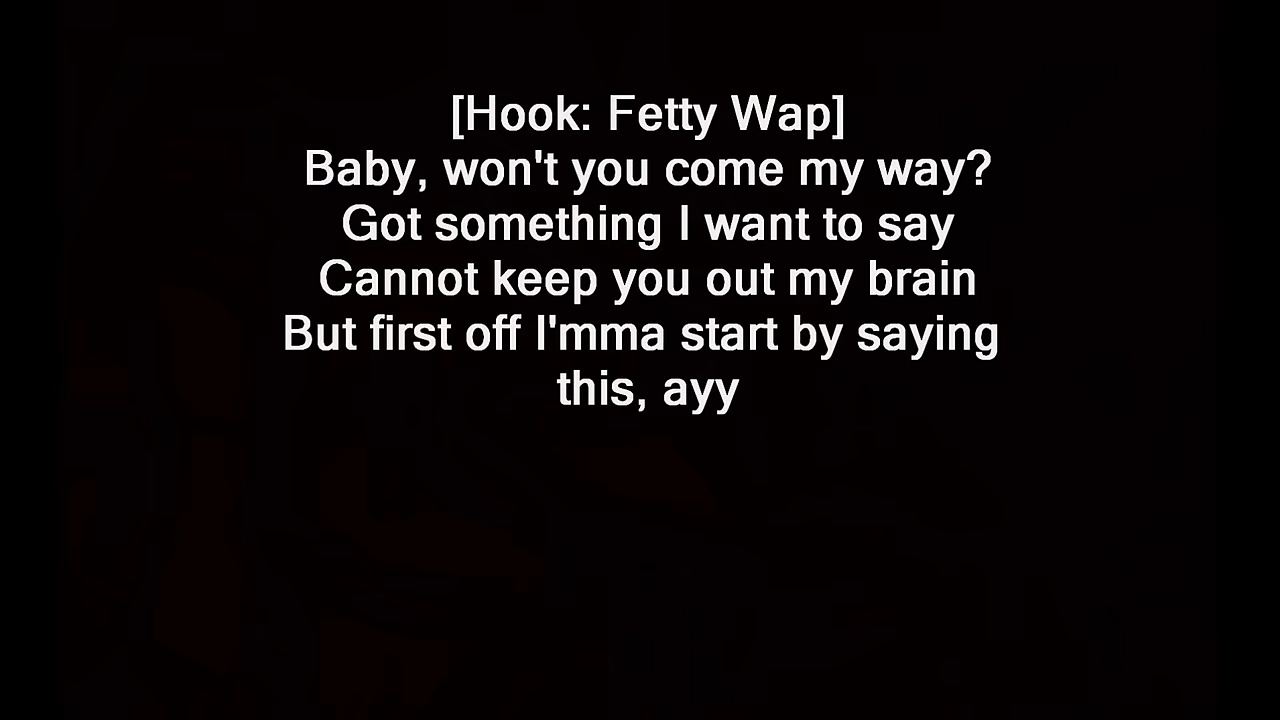 [Hook: Fetty Wap]
Baby, won't you come my way?
Got something I want to say
Cannot keep you out my brain
But first off I'mma start by saying
this, ayy